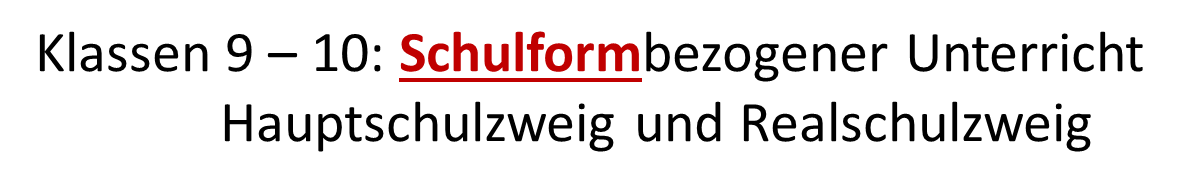 Klassen 9 – 10: Schulformbezogener Unterricht
Hauptschulzweig und Realschulzweig